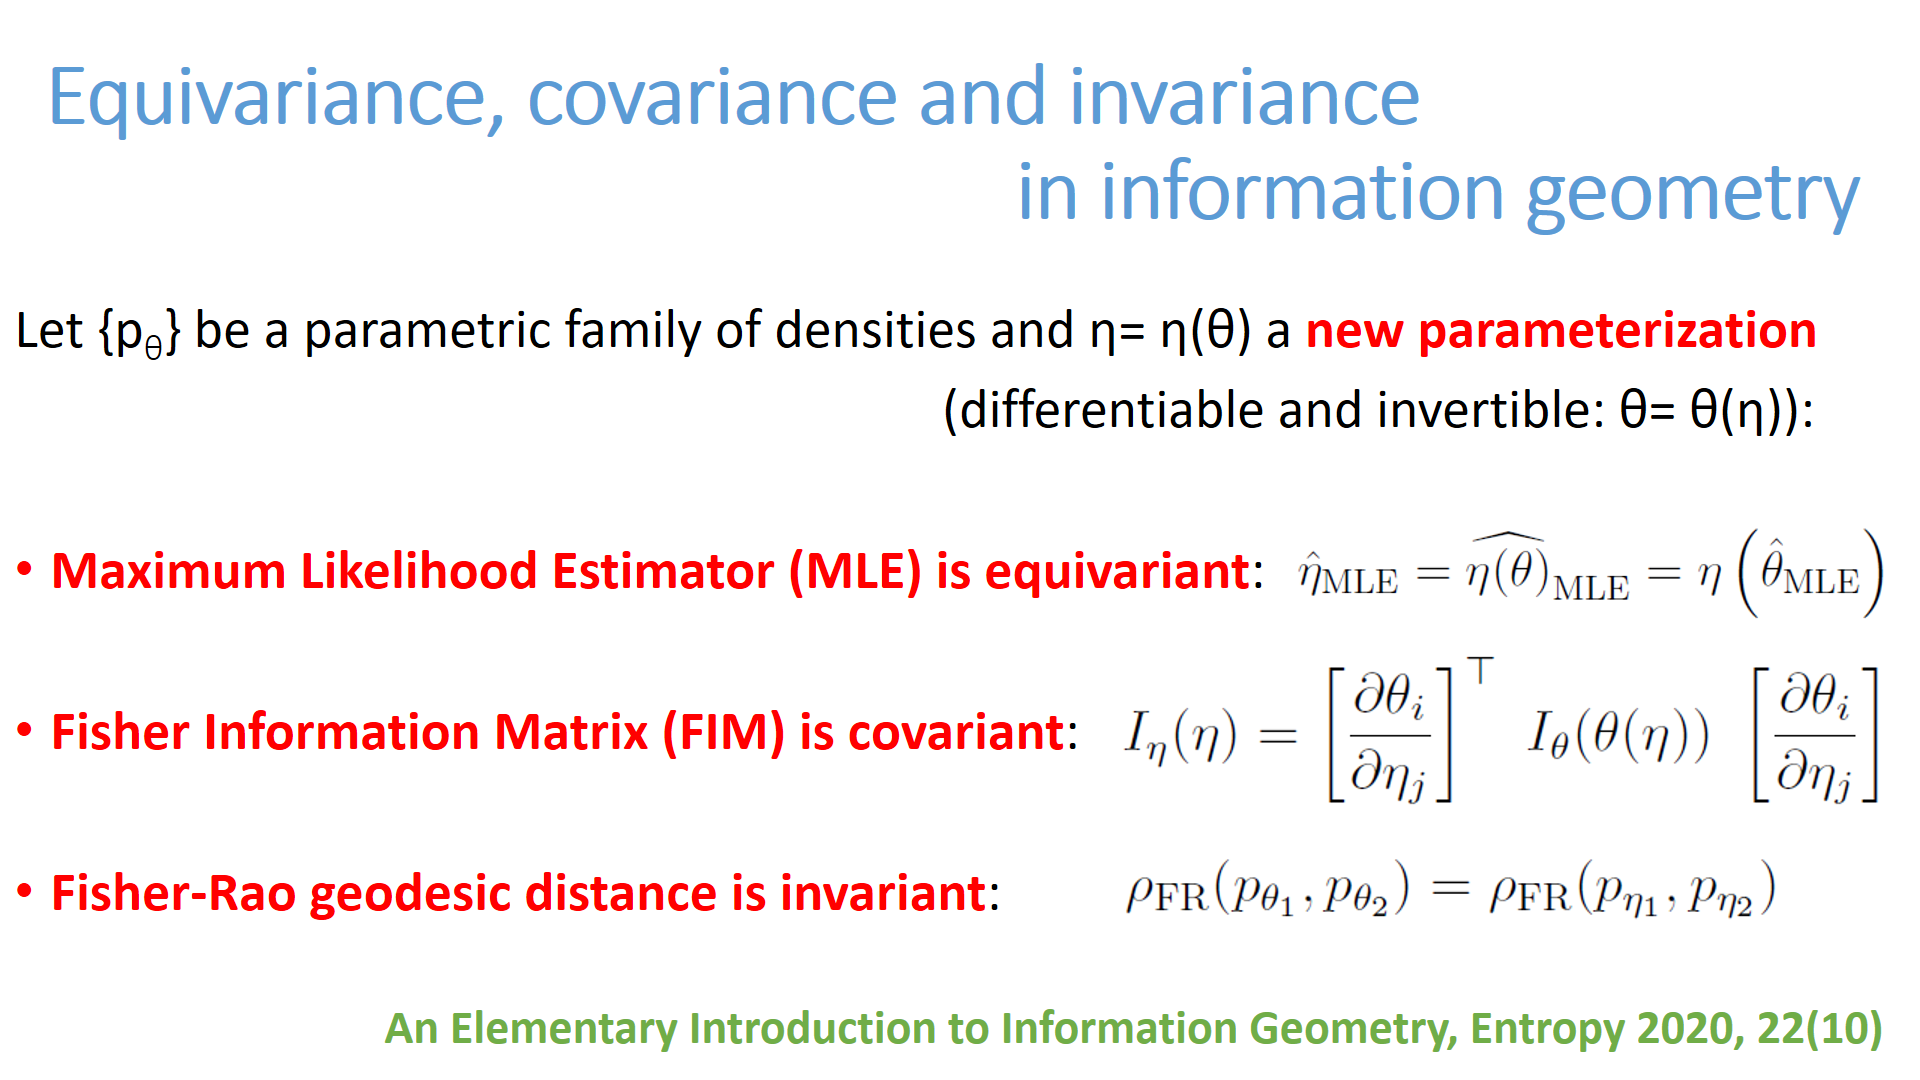 Equivariance, covariance and invariance
in information geometry
Let {p_θ} be a parametric family of densities and η= η(θ) a new parameterization
(differentiable and invertible: θ= θ(η)):
• Maximum Likelihood Estimator (MLE) is equivariant: $\hat{\eta}_{\mathrm{MLE}} = \widehat{\eta(\theta)}_{\mathrm{MLE}} = \eta\left(\hat{\theta}_{\mathrm{MLE}}\right)$
• Fisher Information Matrix (FIM) is covariant: $I_\eta(\eta) = \left[\frac{\partial\theta_i}{\partial\eta_j}\right]^\top I_\theta(\theta(\eta)) \left[\frac{\partial\theta_i}{\partial\eta_j}\right]$
• Fisher-Rao geodesic distance is invariant: $\rho_{\mathrm{FR}}(p_{\theta_1}, p_{\theta_2}) = \rho_{\mathrm{FR}}(p_{\eta_1}, p_{\eta_2})$
An Elementary Introduction to Information Geometry, Entropy 2020, 22(10)